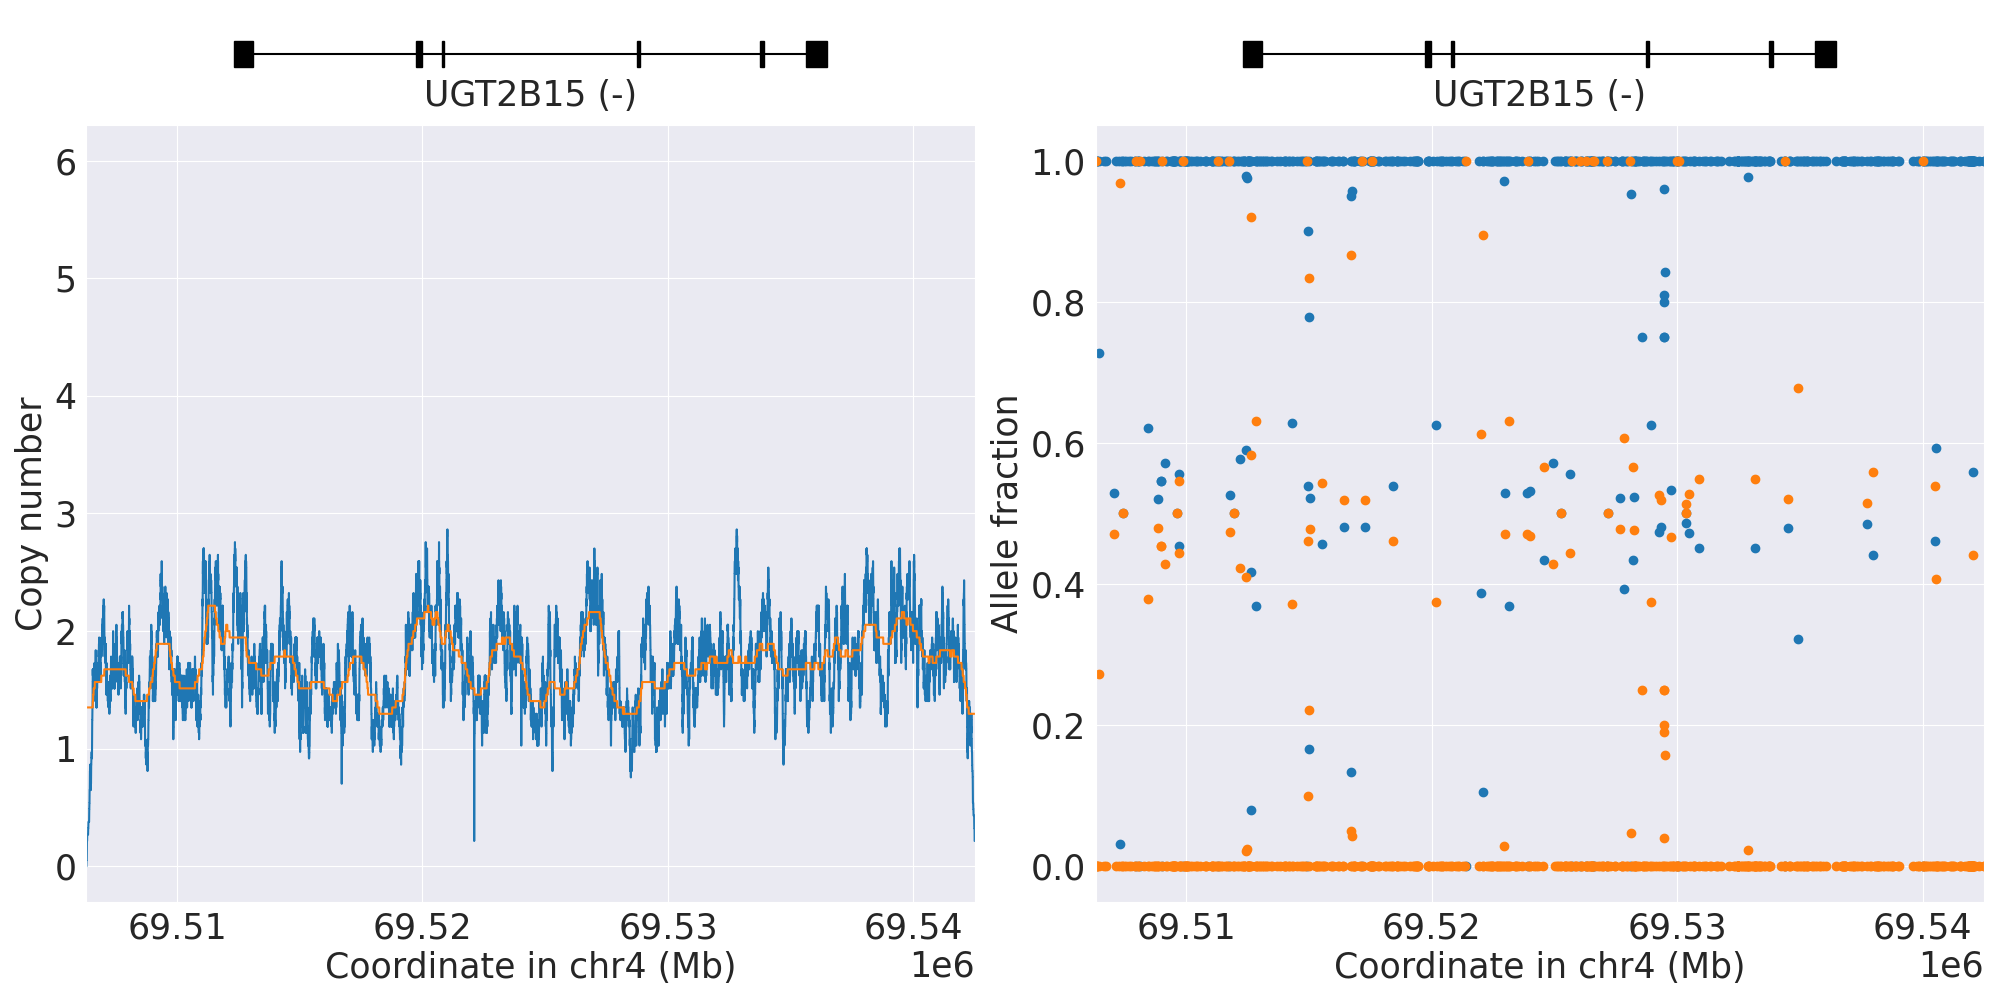 UGT2B15 (-)
6
5
4
3
2
1
0
Copy number
69.51 69.52 69.53 69.54
Coordinate in chr4 (Mb)
1e6
UGT2B15 (-)
1.0
0.8
0.6
0.4
0.2
0.0
Allele fraction
69.51 69.52 69.53 69.54
Coordinate in chr4 (Mb)
1e6